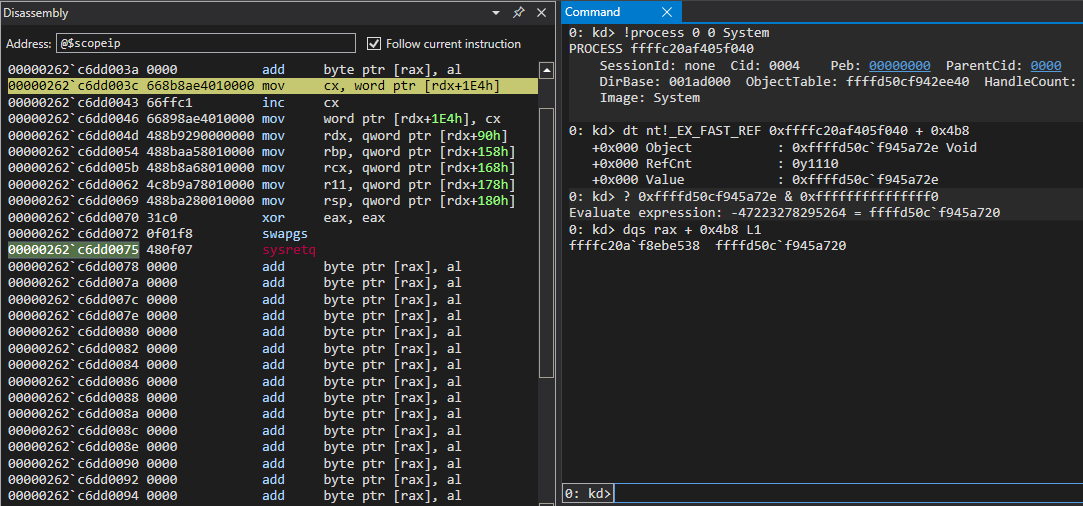 Disassembly
Address: @$scopeip Follow current instruction
00000262`c6dd003a 0000 add byte ptr [rax], al
00000262`c6dd003c 668b8ae4010000 mov cx, word ptr [rdx+1E4h]
00000262`c6dd0043 66ffc1 inc cx
00000262`c6dd0046 66898ae4010000 mov word ptr [rdx+1E4h], cx
00000262`c6dd004d 488b9290000000 mov rdx, qword ptr [rdx+90h]
00000262`c6dd0054 488baa58010000 mov rbp, qword ptr [rdx+158h]
00000262`c6dd005b 488b8a68010000 mov rcx, qword ptr [rdx+168h]
00000262`c6dd0062 4c8b9a78010000 mov r11, qword ptr [rdx+178h]
00000262`c6dd0069 488ba280010000 mov rsp, qword ptr [rdx+180h]
00000262`c6dd0070 31c0 xor eax, eax
00000262`c6dd0072 0f01f8 swapgs
00000262`c6dd0075 480f07 sysretq
00000262`c6dd0078 0000 add byte ptr [rax], al
00000262`c6dd007a 0000 add byte ptr [rax], al
00000262`c6dd007c 0000 add byte ptr [rax], al
00000262`c6dd007e 0000 add byte ptr [rax], al
00000262`c6dd0080 0000 add byte ptr [rax], al
00000262`c6dd0082 0000 add byte ptr [rax], al
00000262`c6dd0084 0000 add byte ptr [rax], al
00000262`c6dd0086 0000 add byte ptr [rax], al
00000262`c6dd0088 0000 add byte ptr [rax], al
00000262`c6dd008a 0000 add byte ptr [rax], al
00000262`c6dd008c 0000 add byte ptr [rax], al
00000262`c6dd008e 0000 add byte ptr [rax], al
00000262`c6dd0090 0000 add byte ptr [rax], al
00000262`c6dd0092 0000 add byte ptr [rax], al
00000262`c6dd0094 0000 add byte ptr [rax], al
Command
0: kd> !process 0 0 System
PROCESS ffffc20af405f040
SessionId: none Cid: 0004 Peb: 00000000 ParentCid: 0000
DirBase: 001ad000 ObjectTable: ffffd50cf942ee40 HandleCount:
Image: System
0: kd> dt nt!_EX_FAST_REF 0xffffc20af405f040 + 0x4b8
+0x000 Object : 0xffffd50c`f945a72e Void
+0x000 RefCnt : 0y1110
+0x000 Value : 0xffffd50c`f945a72e
0: kd> ? 0xffffd50cf945a72e & 0xfffffffffffffff0
Evaluate expression: -47223278295264 = ffffd50c`f945a720
0: kd> dqs rax + 0x4b8 L1
ffffc20a`f8ebe538 ffffd50c`f945a720
0: kd>